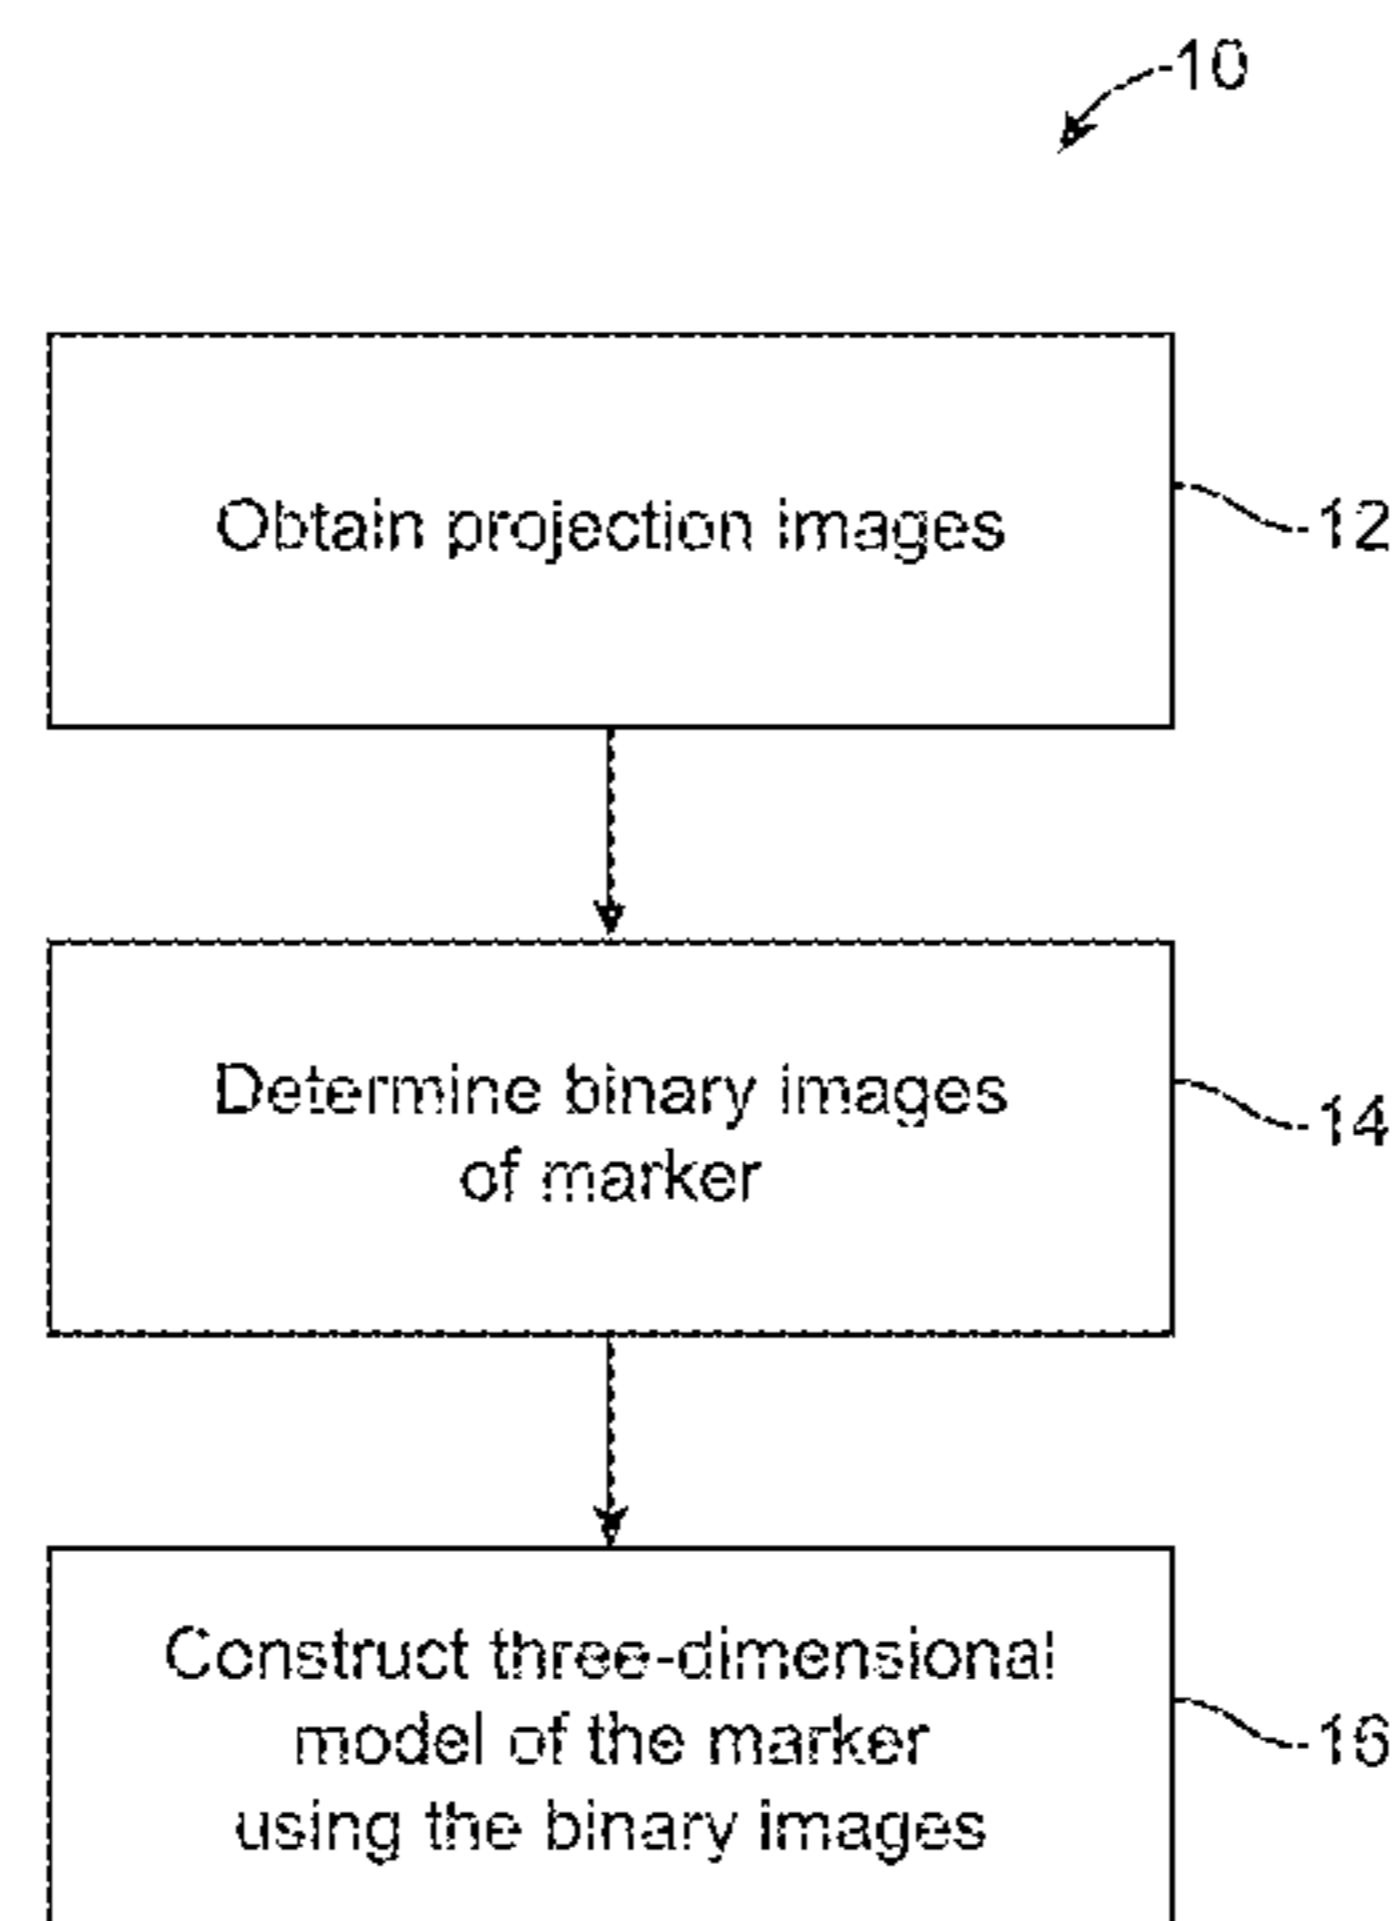 10
Obtain projection images
12
Determine binary images
of marker
14
Construct three-dimensional
model of the marker
using the binary images
16